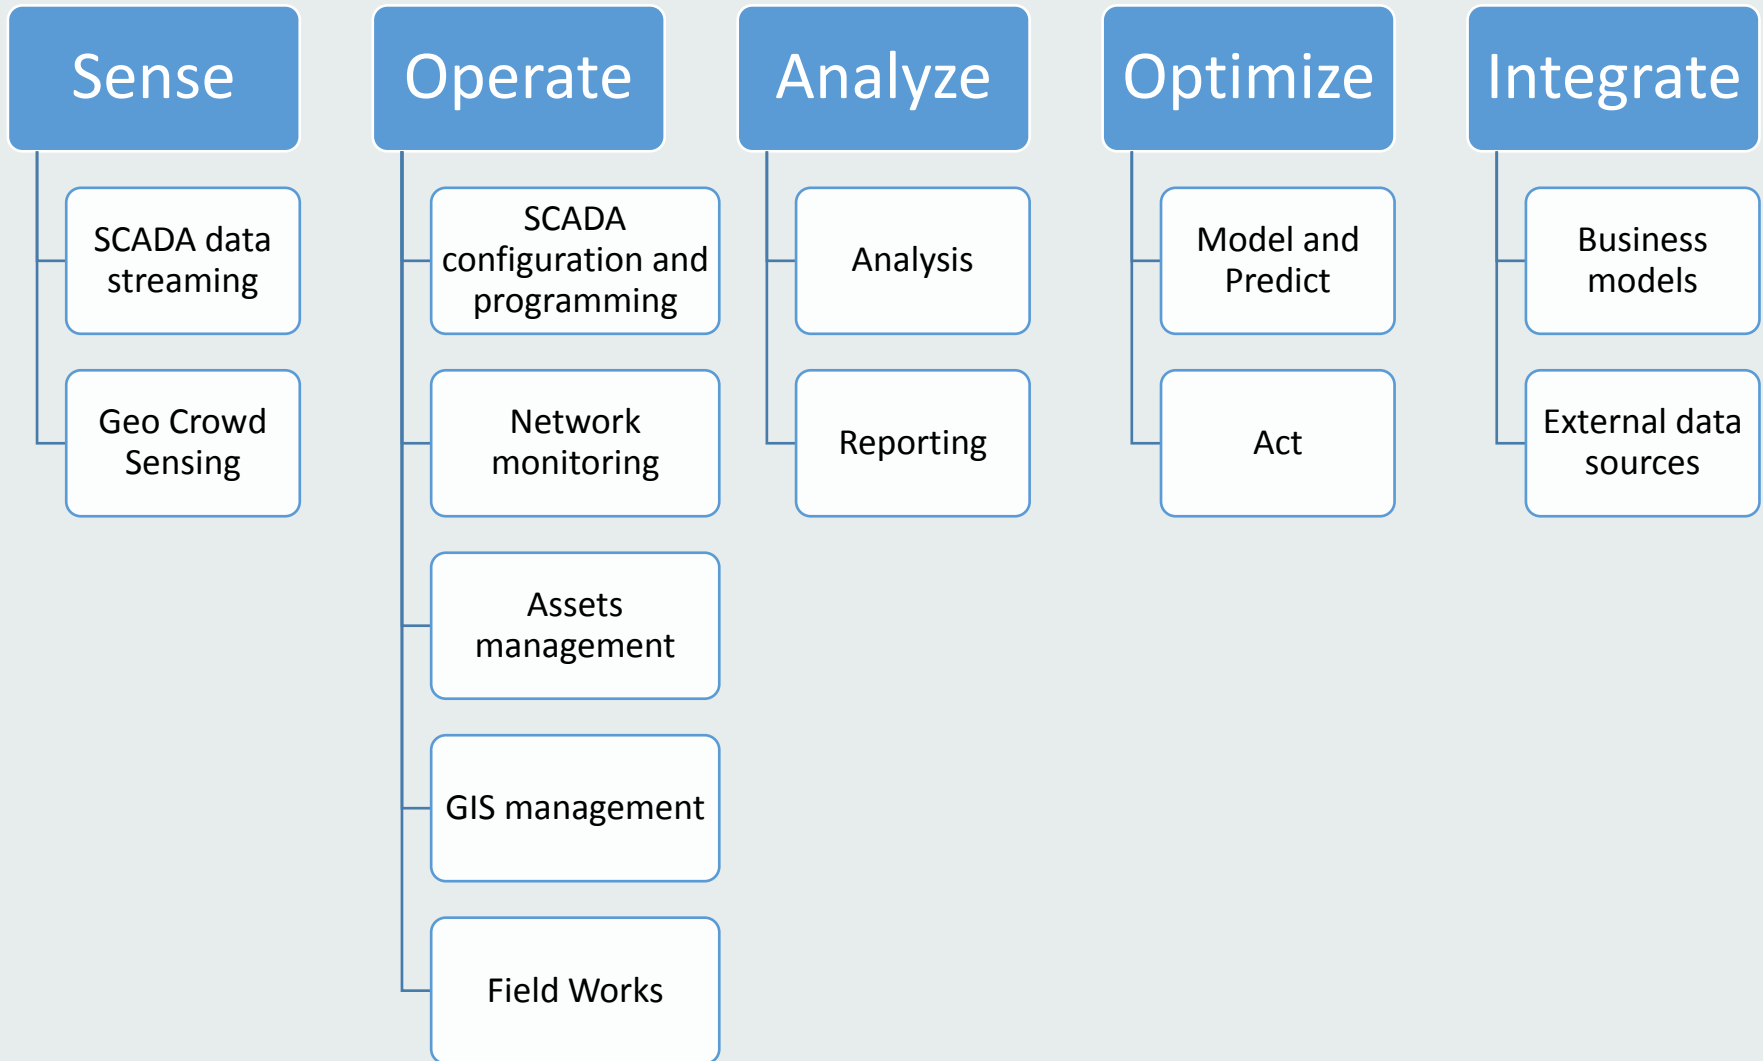 Sense
SCADA data
streaming
Geo Crowd
Sensing
Operate
SCADA
configuration and
programming
Network
monitoring
Assets
management
GIS management
Field Works
Analyze
Analysis
Reporting
Optimize
Model and
Predict
Act
Integrate
Business
models
External data
sources